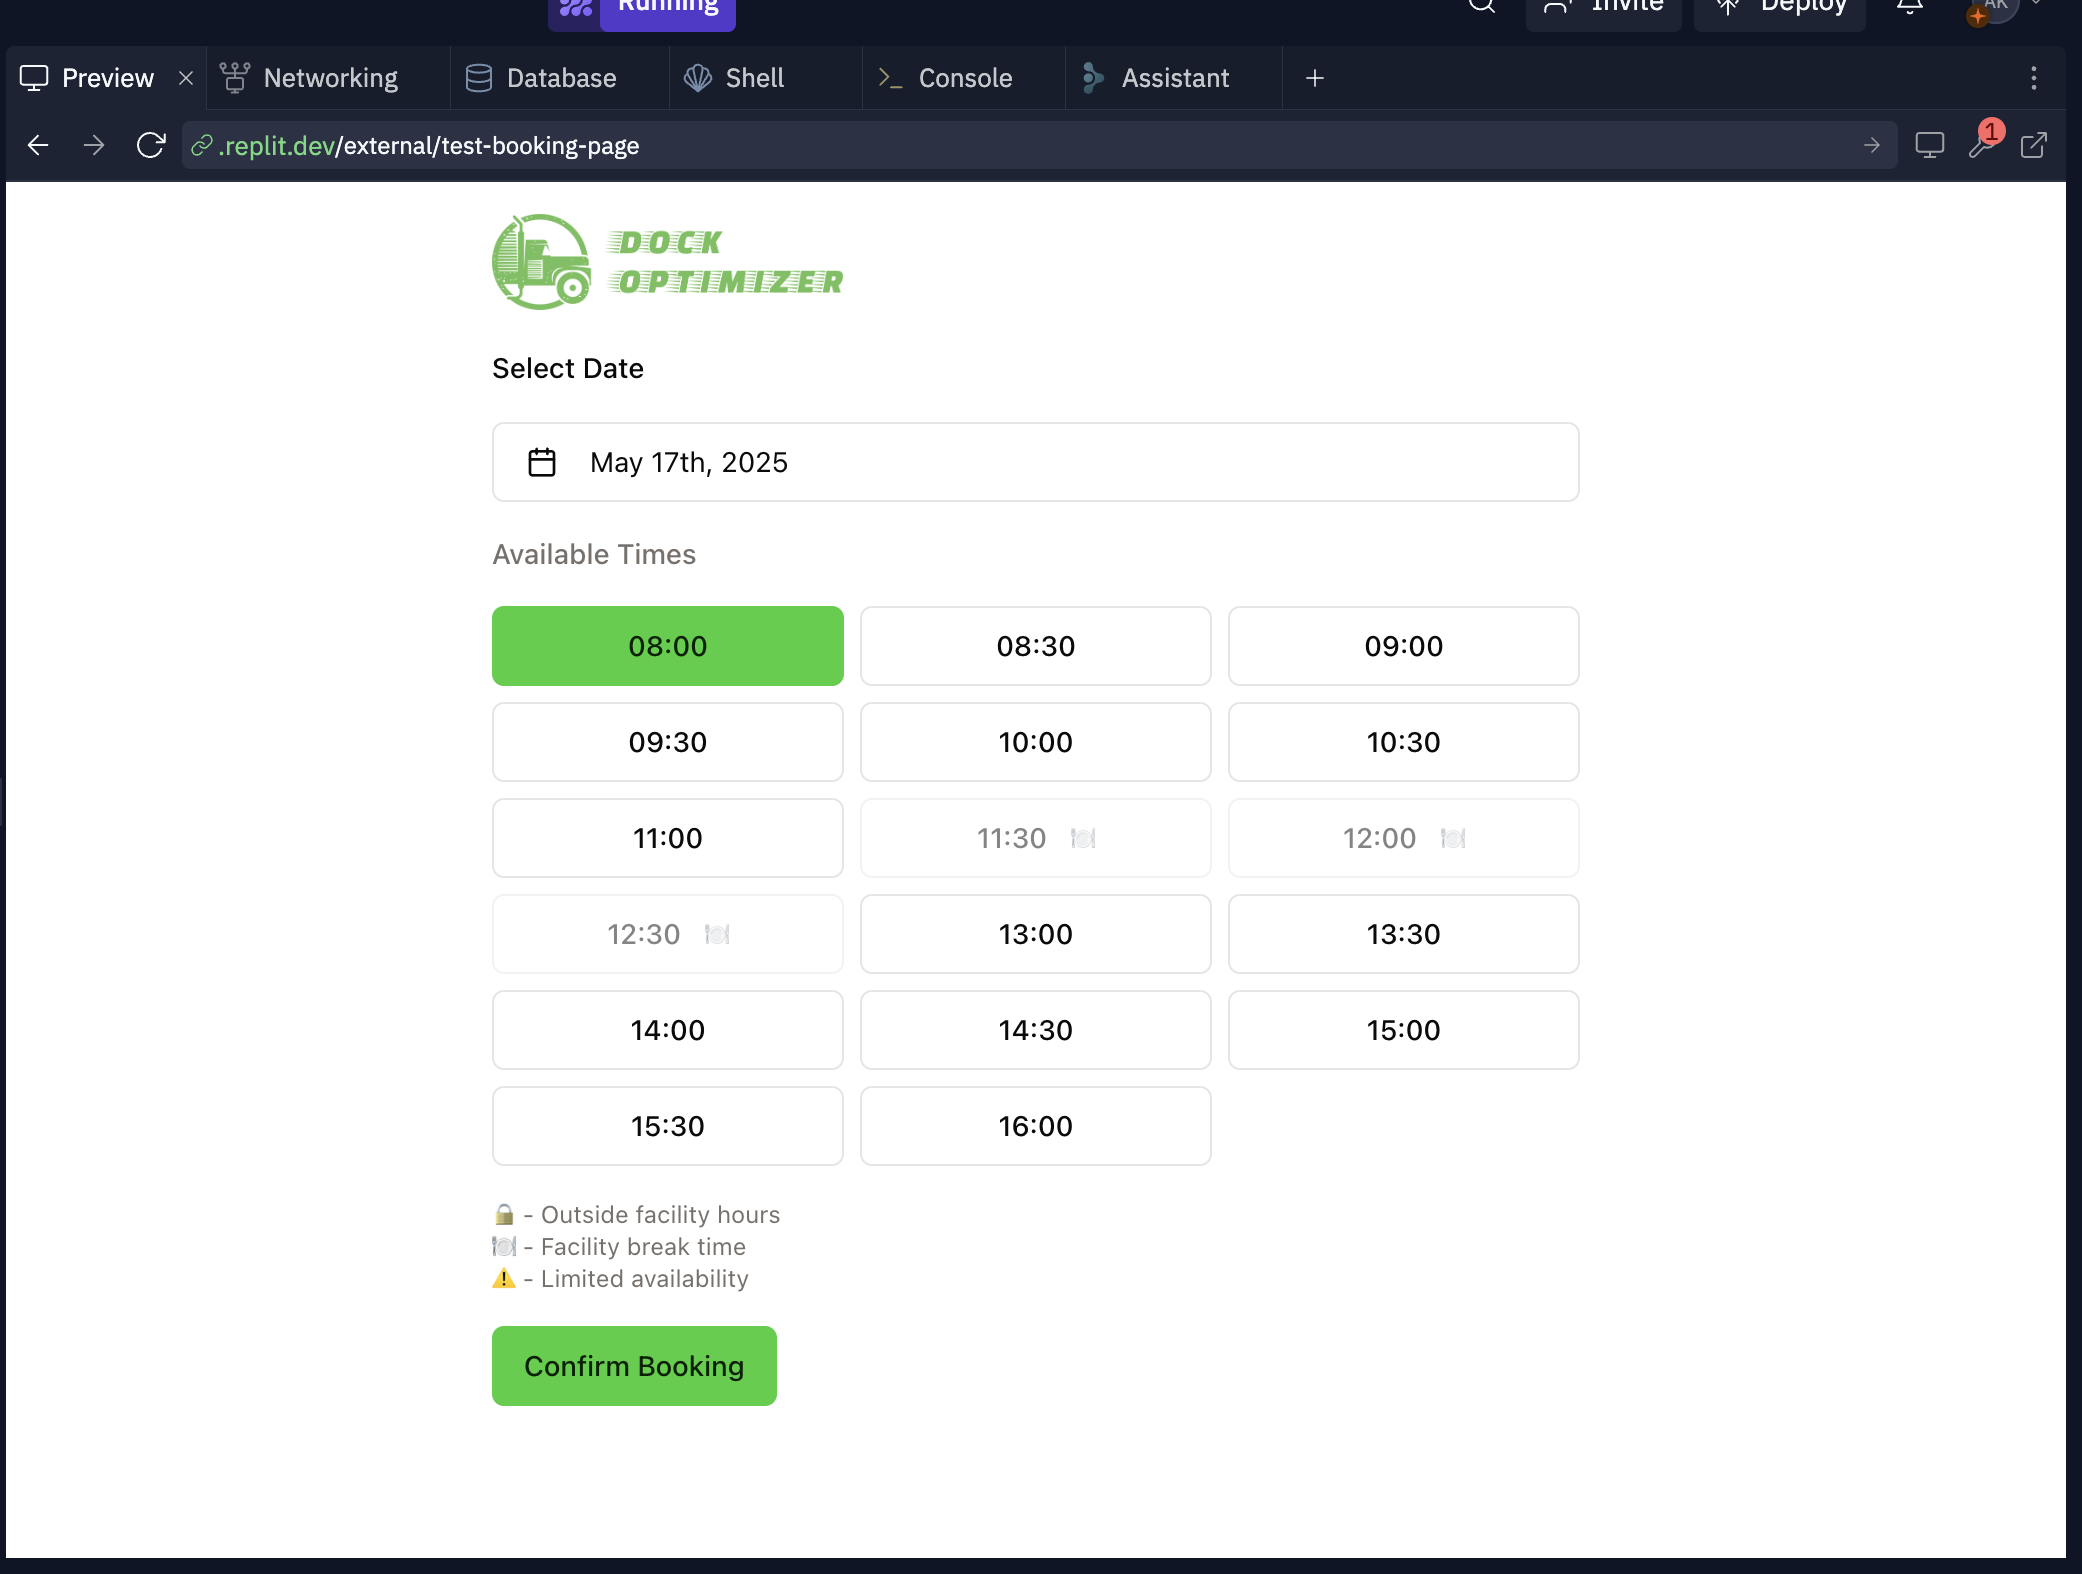 Running
Invite
Deploy
AK
Preview
Networking
Database
Shell
Console
Assistant
.replit.dev/external/test-booking-page
1
DOCK
OPTIMIZER
Select Date
May 17th, 2025
Available Times
08:00
08:30
09:00
09:30
10:00
10:30
11:00
11:30
12:00
12:30
13:00
13:30
14:00
14:30
15:00
15:30
16:00
🔒 - Outside facility hours
🍽️ - Facility break time
⚠️ - Limited availability
Confirm Booking